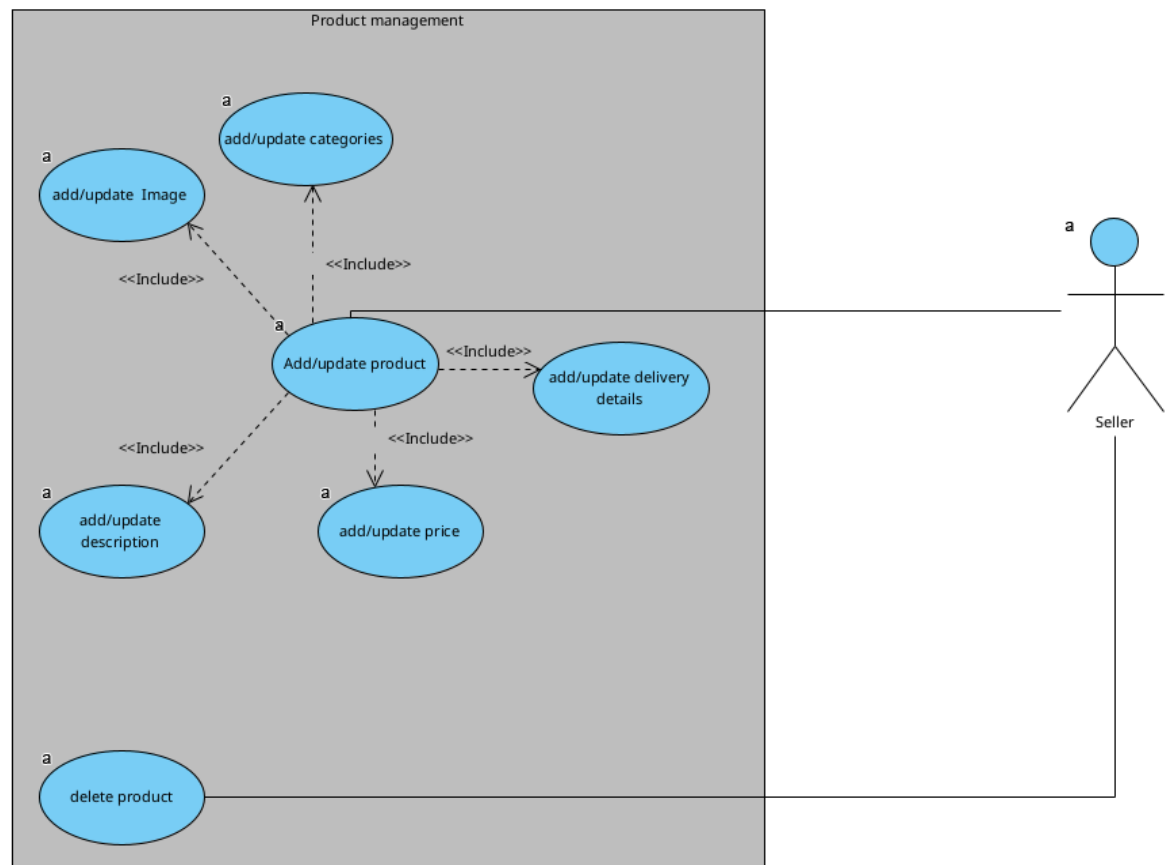 Product management
a
add/update categories
a
add/update  Image
a
<<Include>>
<<Include>>
a
Add/update product
<<Include>>
add/update delivery
details
Seller
<<Include>>
<<Include>>
a
add/update
description
a
add/update price
a
delete product